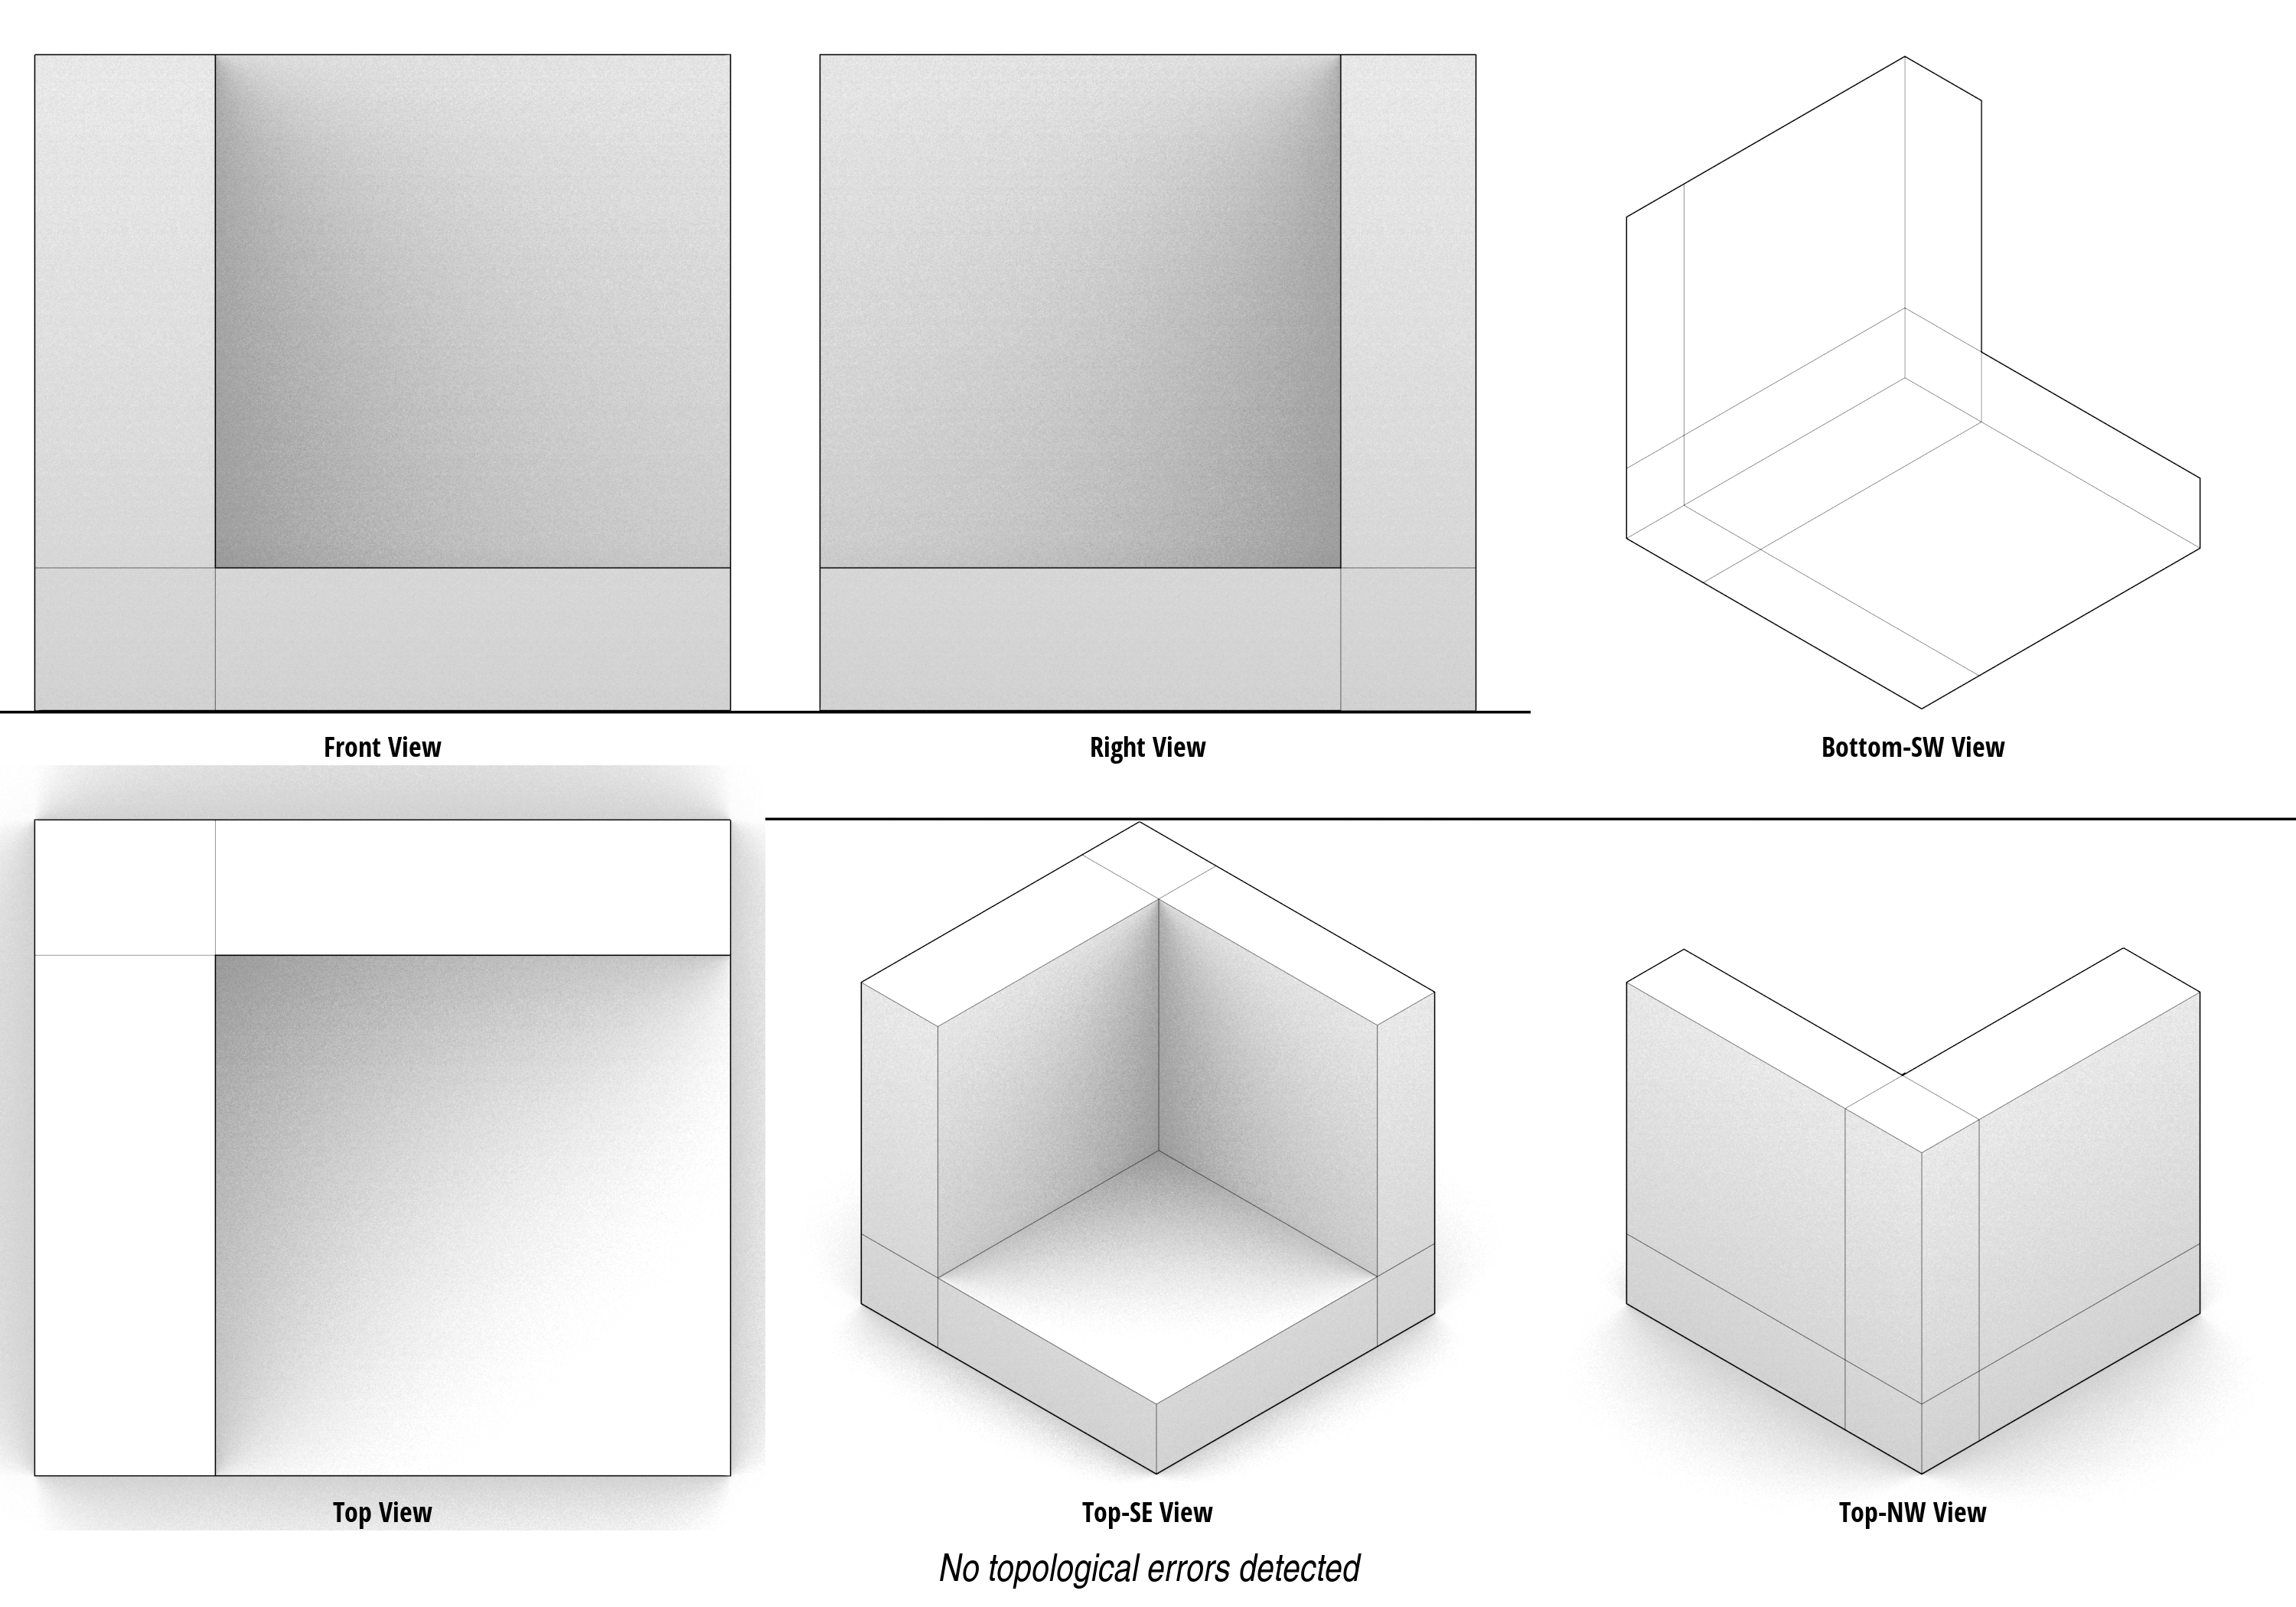 Front View
Right View
Bottom-SW View
Top View
Top-SE View
Top-NW View
No topological errors detected